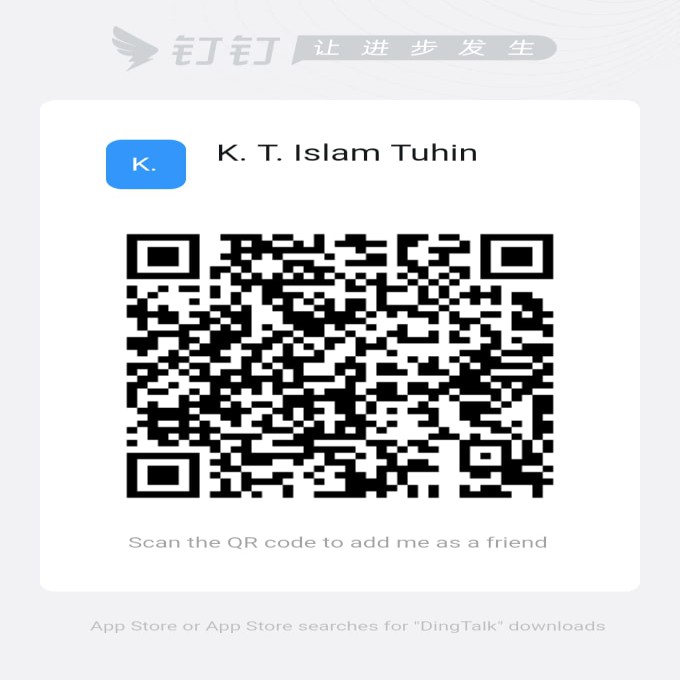 钉钉 让进步发生
K.
K. T. Islam Tuhin
Scan the QR code to add me as a friend
App Store or App Store searches for "DingTalk" downloads